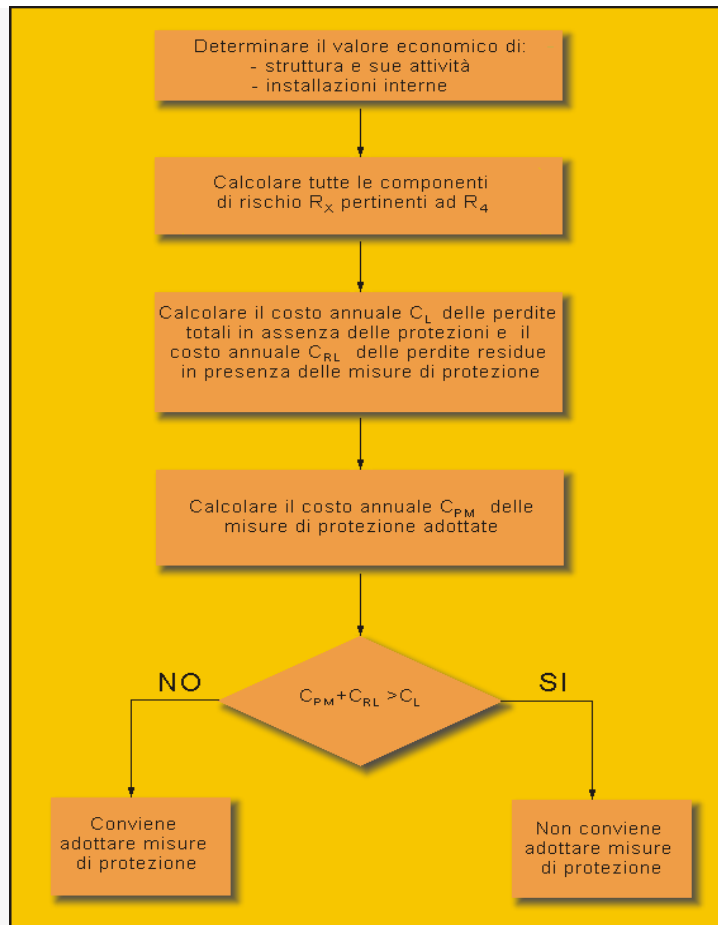 Determinare il valore economico di:
- struttura e sue attività
- installazioni interne
Calcolare tutte le componenti
di rischio RX pertinenti ad R4
Calcolare il costo annuale CL delle perdite
totali in assenza delle protezioni e il
costo annuale CRL delle perdite residue
in presenza delle misure di protezione
Calcolare il costo annuale CPM delle
misure di protezione adottate
CPM+CRL >CL
NO
SI
Conviene
adottare misure
di protezione
Non conviene
adottare misure
di protezione